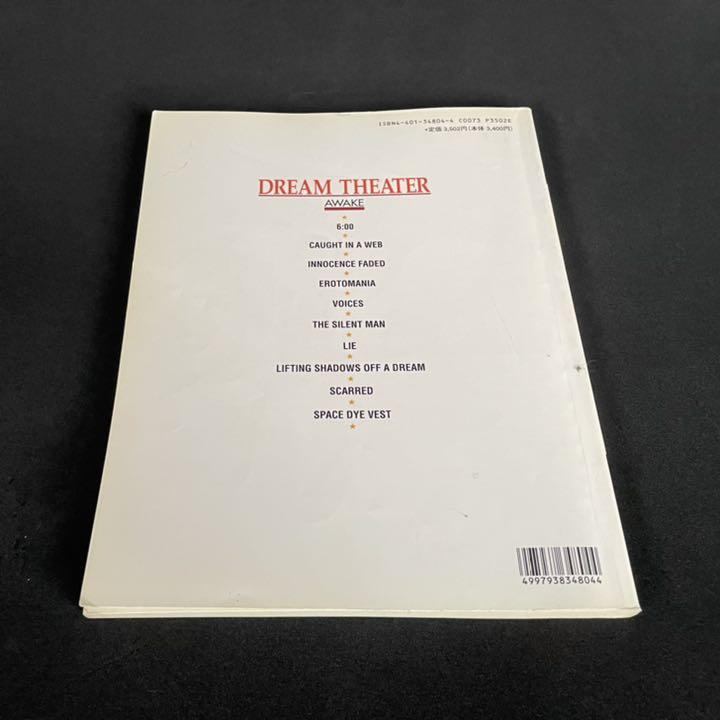 ISBN4-401-34804-4 C0073 P3502E
•定価 3,502円(本体 3,400円)
DREAM THEATER
AWAKE
6:00
CAUGHT IN A WEB
INNOCENCE FADED
EROTOMANIA
VOICES
THE SILENT MAN
LIE
LIFTING SHADOWS OFF A DREAM
SCARRED
SPACE DYE VEST
4997938348044